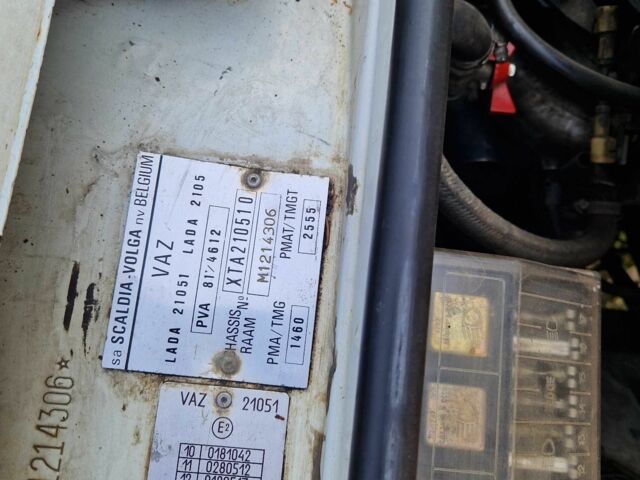 sa SCALDIA-VOLGA nv BELGIUM
VAZ
LADA 21051 LADA 2105
PVA 81/4612
CHASSIS RAAM Nº XTA210510
M1214306
PMA/TMG 1460
PMAT/TMGT 2555
VAZ 21051
E2
10 0181042
11 0280512
1214306*